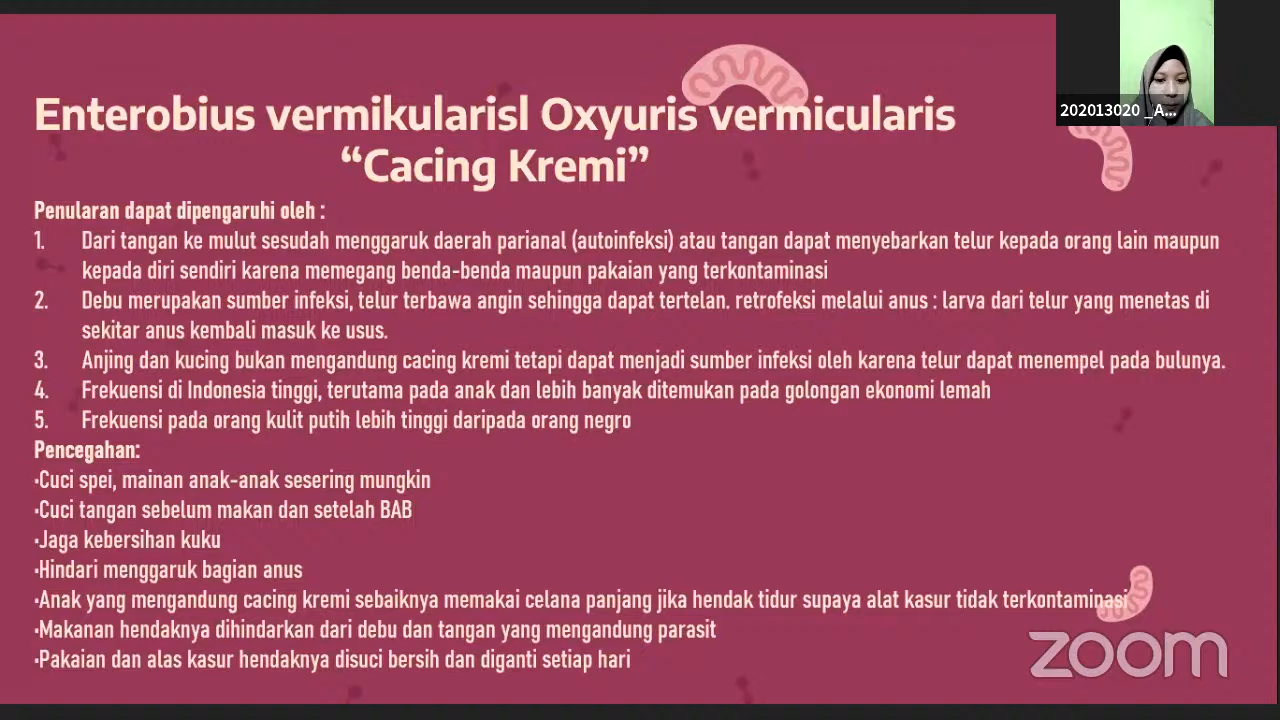 Enterobius vermikularisl Oxyuris vermicularis
“Cacing Kremi”
202013020 _A...
Penularan dapat dipengaruhi oleh :
1. Dari tangan ke mulut sesudah menggaruk daerah parianal (autoinfeksi) atau tangan dapat menyebarkan telur kepada orang lain maupun
kepada diri sendiri karena memegang benda-benda maupun pakaian yang terkontaminasi
2. Debu merupakan sumber infeksi, telur terbawa angin sehingga dapat tertelan. retrofeksi melalui anus : larva dari telur yang menetas di
sekitar anus kembali masuk ke usus.
3. Anjing dan kucing bukan mengandung cacing kremi tetapi dapat menjadi sumber infeksi oleh karena telur dapat menempel pada bulunya.
4. Frekuensi di Indonesia tinggi, terutama pada anak dan lebih banyak ditemukan pada golongan ekonomi lemah
5. Frekuensi pada orang kulit putih lebih tinggi daripada orang negro
Pencegahan:
•Cuci spei, mainan anak-anak sesering mungkin
•Cuci tangan sebelum makan dan setelah BAB
•Jaga kebersihan kuku
•Hindari menggaruk bagian anus
•Anak yang mengandung cacing kremi sebaiknya memakai celana panjang jika hendak tidur supaya alat kasur tidak terkontaminasi
•Makanan hendaknya dihindarkan dari debu dan tangan yang mengandung parasit
•Pakaian dan alas kasur hendaknya disuci bersih dan diganti setiap hari
zoom